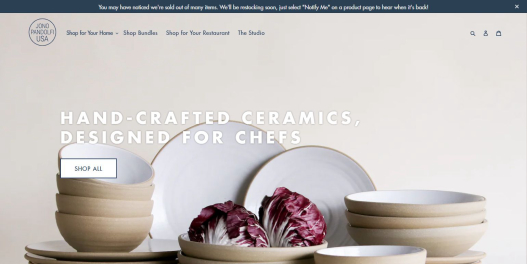 You may have noticed we're sold out of many items. We'll be restocking soon, just select "Notify Me" on a product page to hear when it's back!
JONO
PANDOLFI
USA
Shop for Your Home
Shop Bundles
Shop for Your Restaurant
The Studio
HAND-CRAFTED CERAMICS,
DESIGNED FOR CHEFS
SHOP ALL